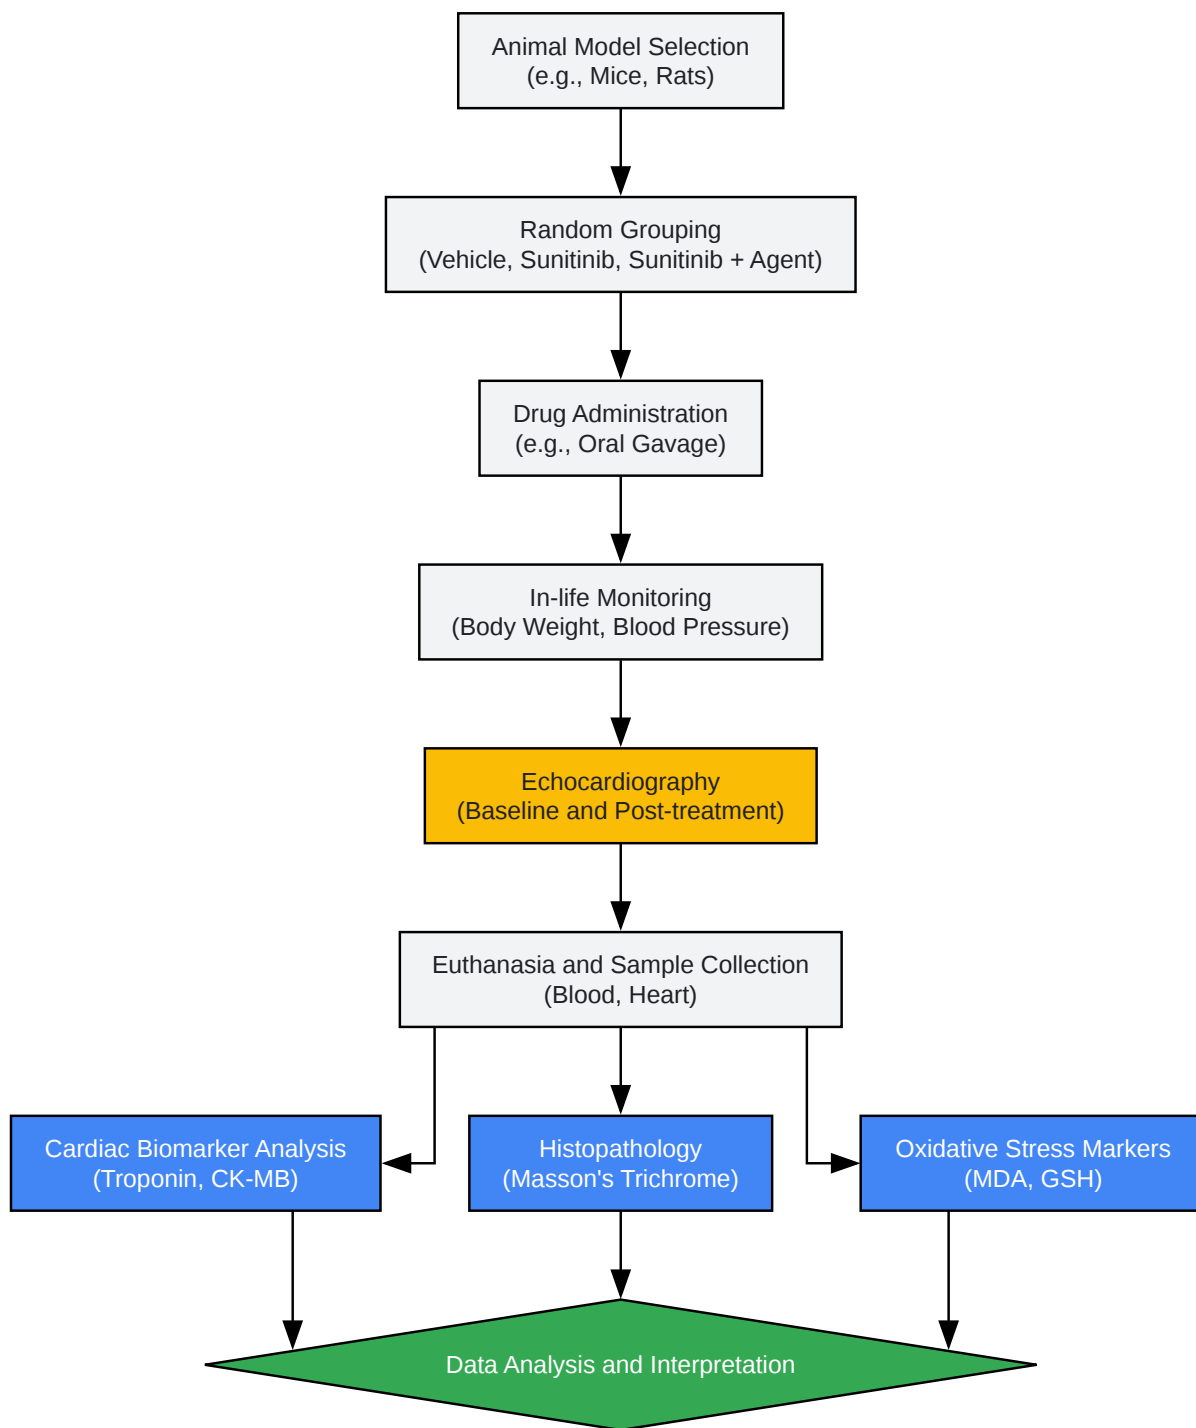 Animal Model Selection
(e.g., Mice, Rats)
Random Grouping
(Vehicle, Sunitinib, Sunitinib + Agent)
Drug Administration
(e.g., Oral Gavage)
In-life Monitoring
(Body Weight, Blood Pressure)
Echocardiography
(Baseline and Post-treatment)
Euthanasia and Sample Collection
(Blood, Heart)
Cardiac Biomarker Analysis
(Troponin, CK-MB)
Histopathology
(Masson's Trichrome)
Oxidative Stress Markers
(MDA, GSH)
Data Analysis and Interpretation